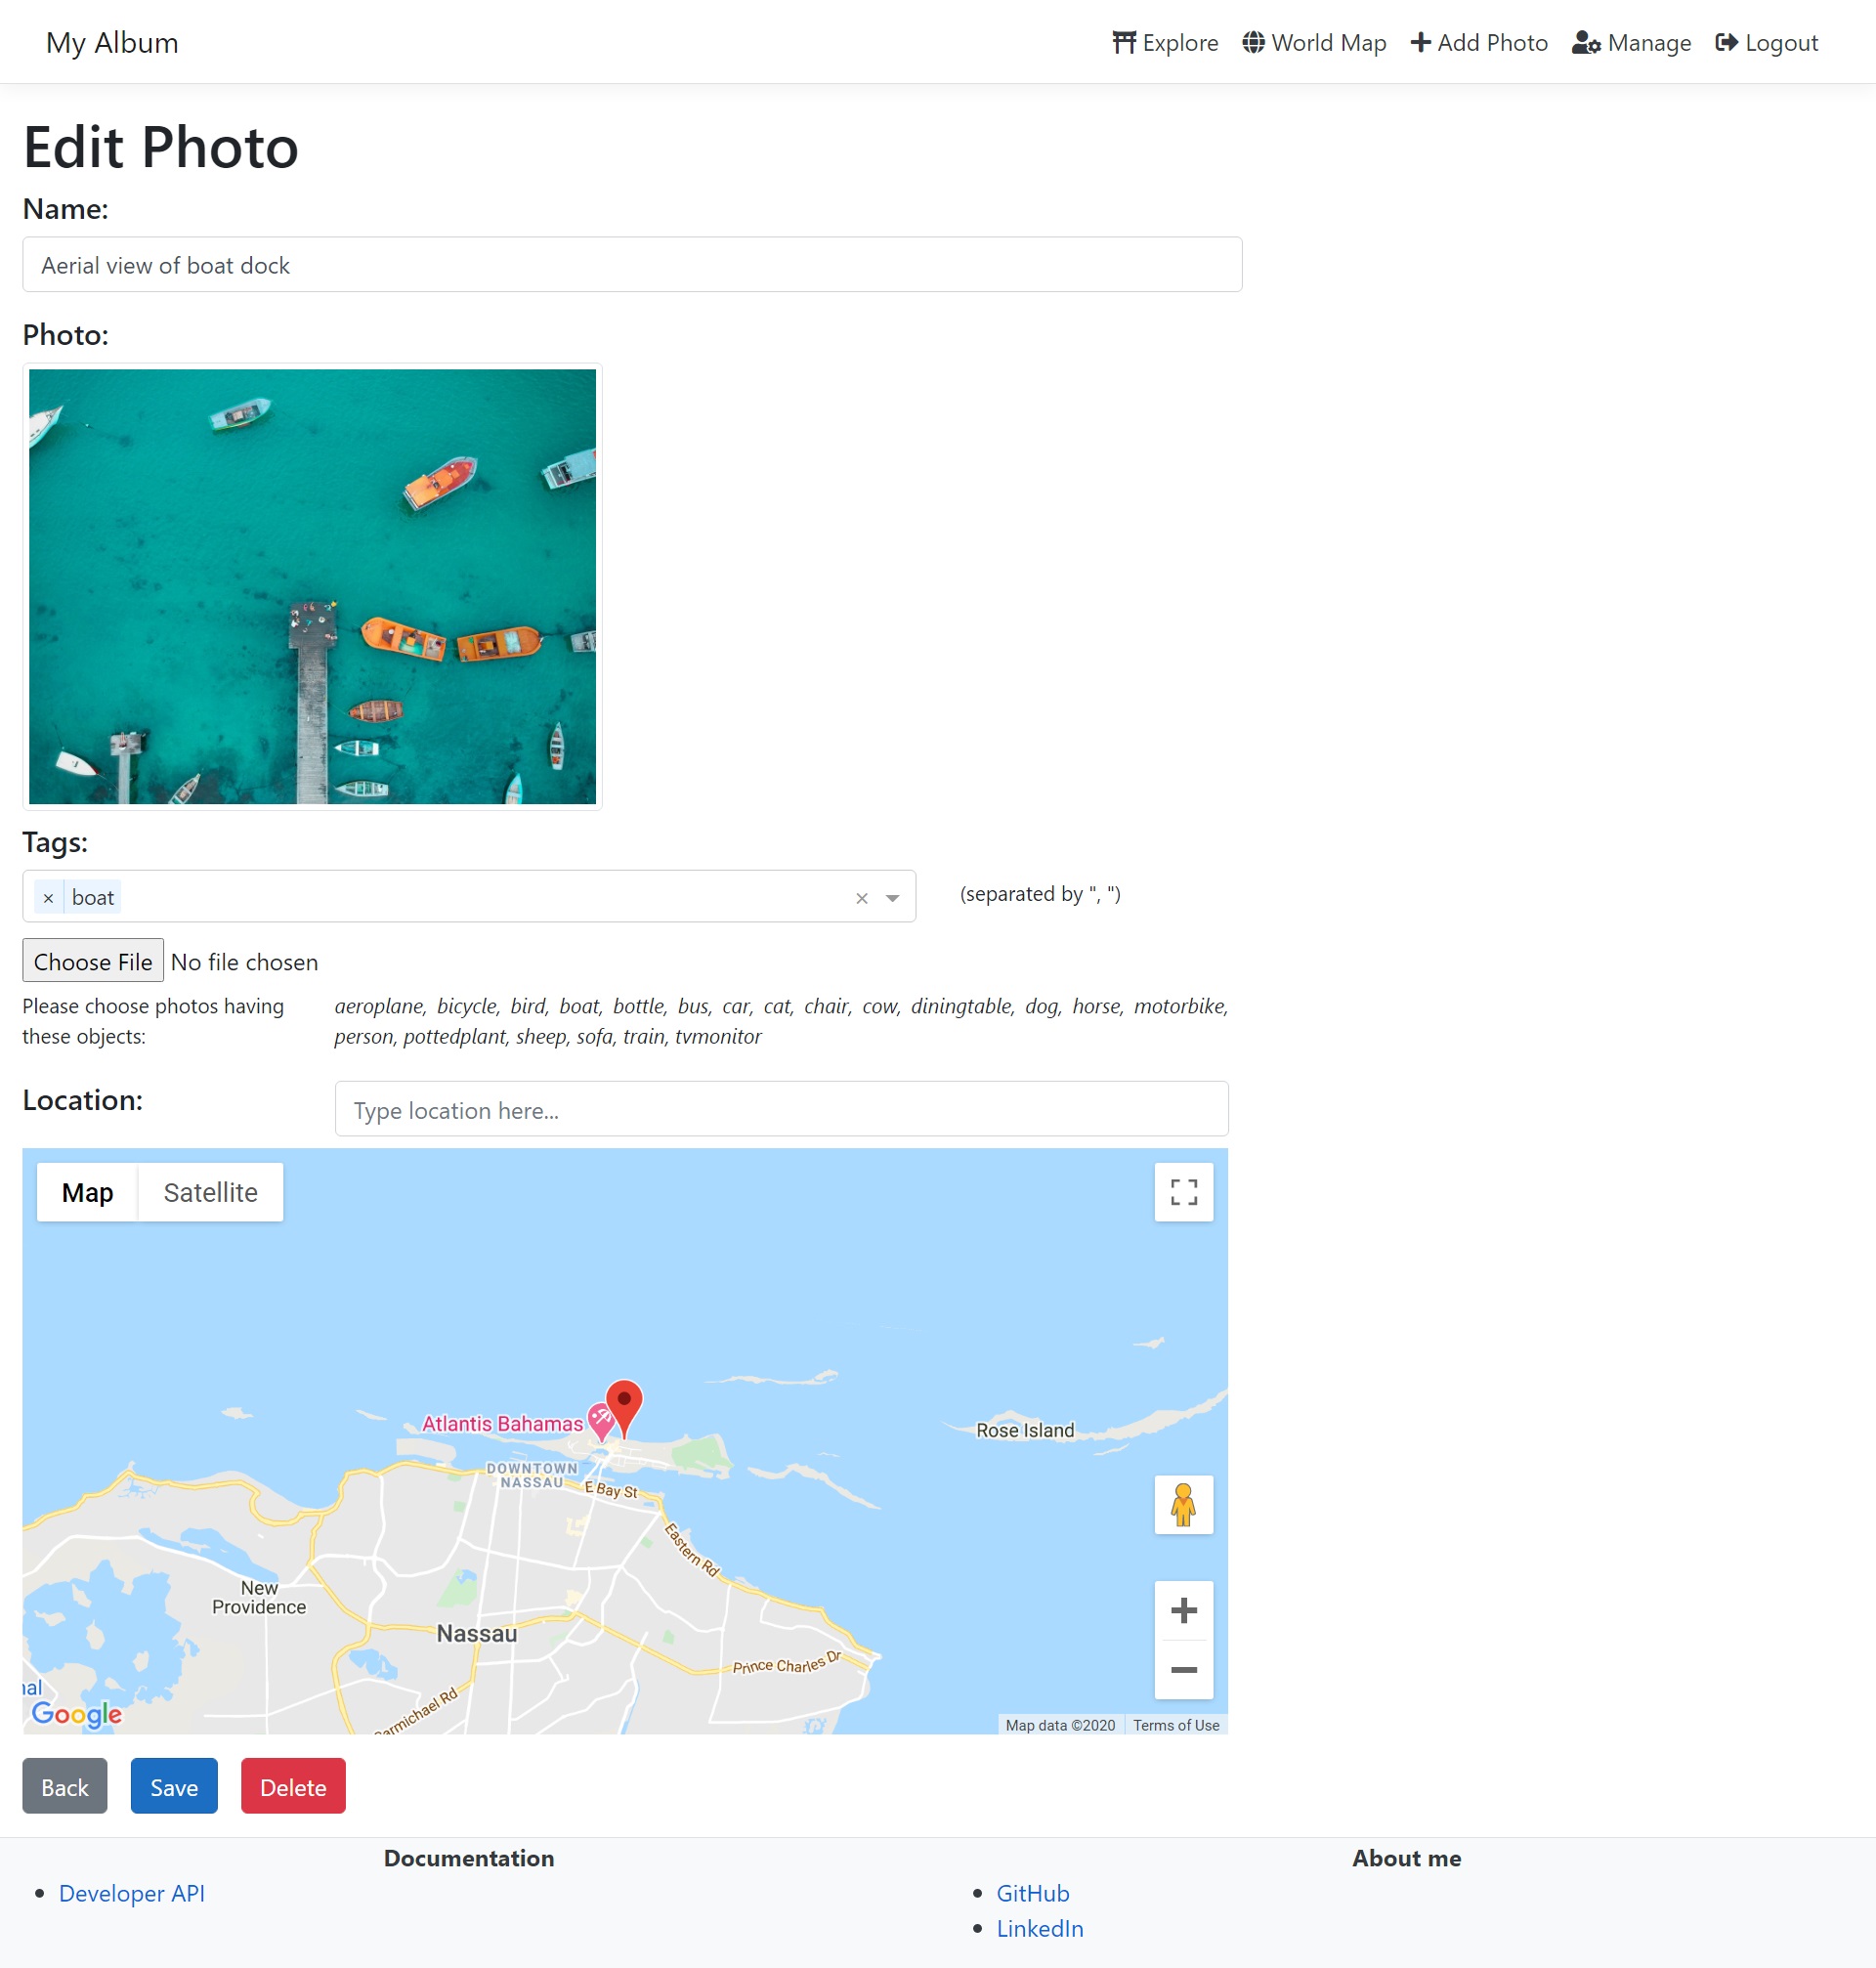 My Album
Explore
World Map
Add Photo
Manage
Logout
Edit Photo
Name:
Aerial view of boat dock
Photo:
Tags:
× boat
(separated by ", ")
Choose File No file chosen
Please choose photos having
these objects:
aeroplane, bicycle, bird, boat, bottle, bus, car, cat, chair, cow, diningtable, dog, horse, motorbike,
person, pottedplant, sheep, sofa, train, tvmonitor
Location:
Type location here...
Map
Satellite
Atlantis Bahamas
Rose Island
DOWNTOWN
NASSAU
E Bay St
Eastern Rd
New
Providence
Nassau
Prince Charles Dr
Carmichael Rd
Google
Map data ©2020
Terms of Use
Back
Save
Delete
Documentation
Developer API
About me
GitHub
LinkedIn